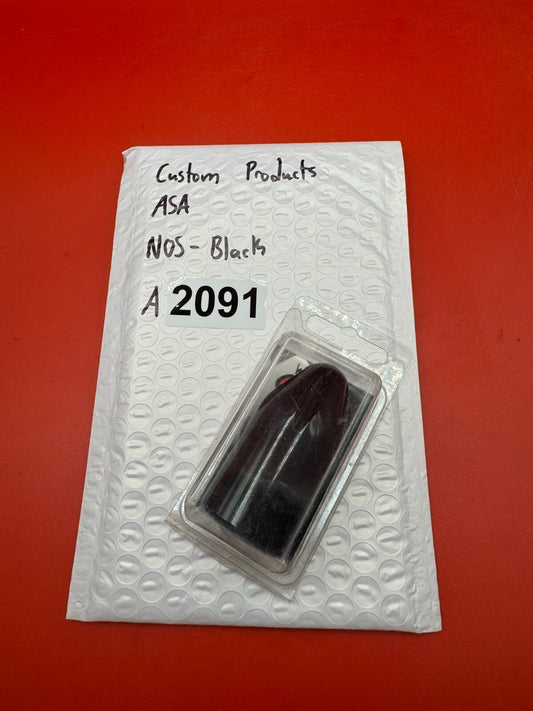 Custom Products
ASA
NOS - Black
A 2091